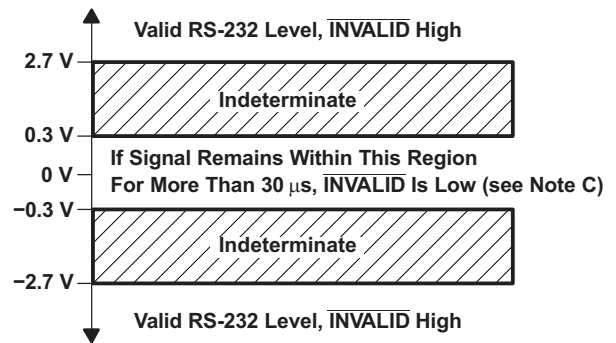 Valid RS-232 Level, INVALID High
2.7 V
Indeterminate
0.3 V
If Signal Remains Within This Region
0 V
For More Than 30 μs, INVALID Is Low (see Note C)
−0.3 V
Indeterminate
−2.7 V
Valid RS-232 Level, INVALID High